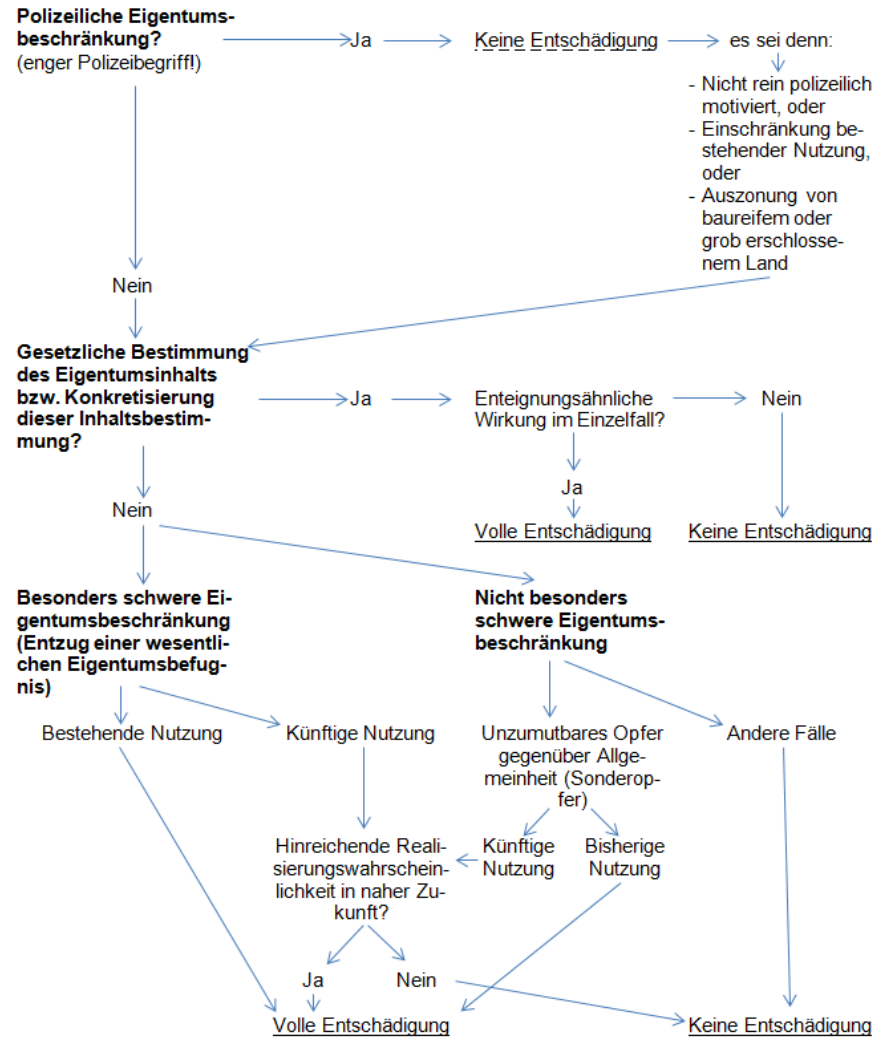 Polizeiliche Eigentums-
beschränkung?
(enger Polizeibegriff!)
Ja
Keine Entschädigung
es sei denn:
- Nicht rein polizeilich
motiviert, oder
- Einschränkung be-
stehender Nutzung,
oder
- Auszonung von
baureifem oder
grob erschlosse-
nem Land
Nein
Gesetzliche Bestimmung
des Eigentumsinhalts
bzw. Konkretisierung
dieser Inhaltsbestim-
mung?
Ja
Enteignungsähnliche
Wirkung im Einzelfall?
Nein
Ja
Nein
Volle Entschädigung
Keine Entschädigung
Besonders schwere Ei-
gentumsbeschränkung
(Entzug einer wesentli-
chen Eigentumsbefug-
nis)
Nicht besonders
schwere Eigentums-
beschränkung
Bestehende Nutzung
Künftige Nutzung
Unzumutbares Opfer
gegenüber Allge-
meinheit (Sonderop-
fer)
Andere Fälle
Hinreichende Reali-
sierungswahrschein-
lichkeit in naher Zu-
kunft?
Künftige
Nutzung
Bisherige
Nutzung
Ja
Nein
Volle Entschädigung
Keine Entschädigung